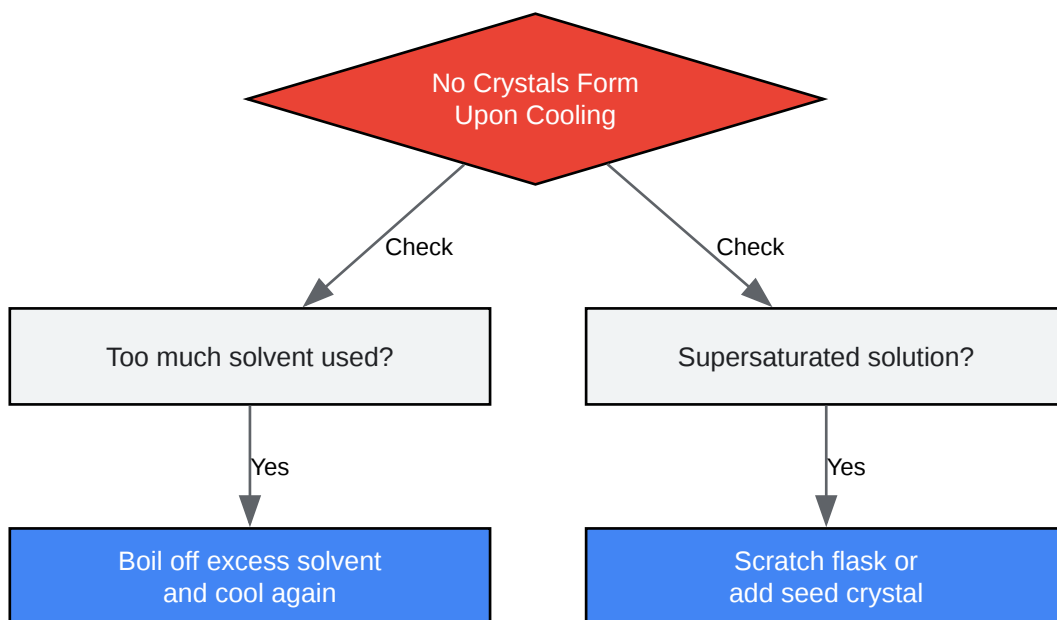 No Crystals Form
Upon Cooling
Check
Check
Too much solvent used?
Supersaturated solution?
Yes
Yes
Boil off excess solvent
and cool again
Scratch flask or
add seed crystal